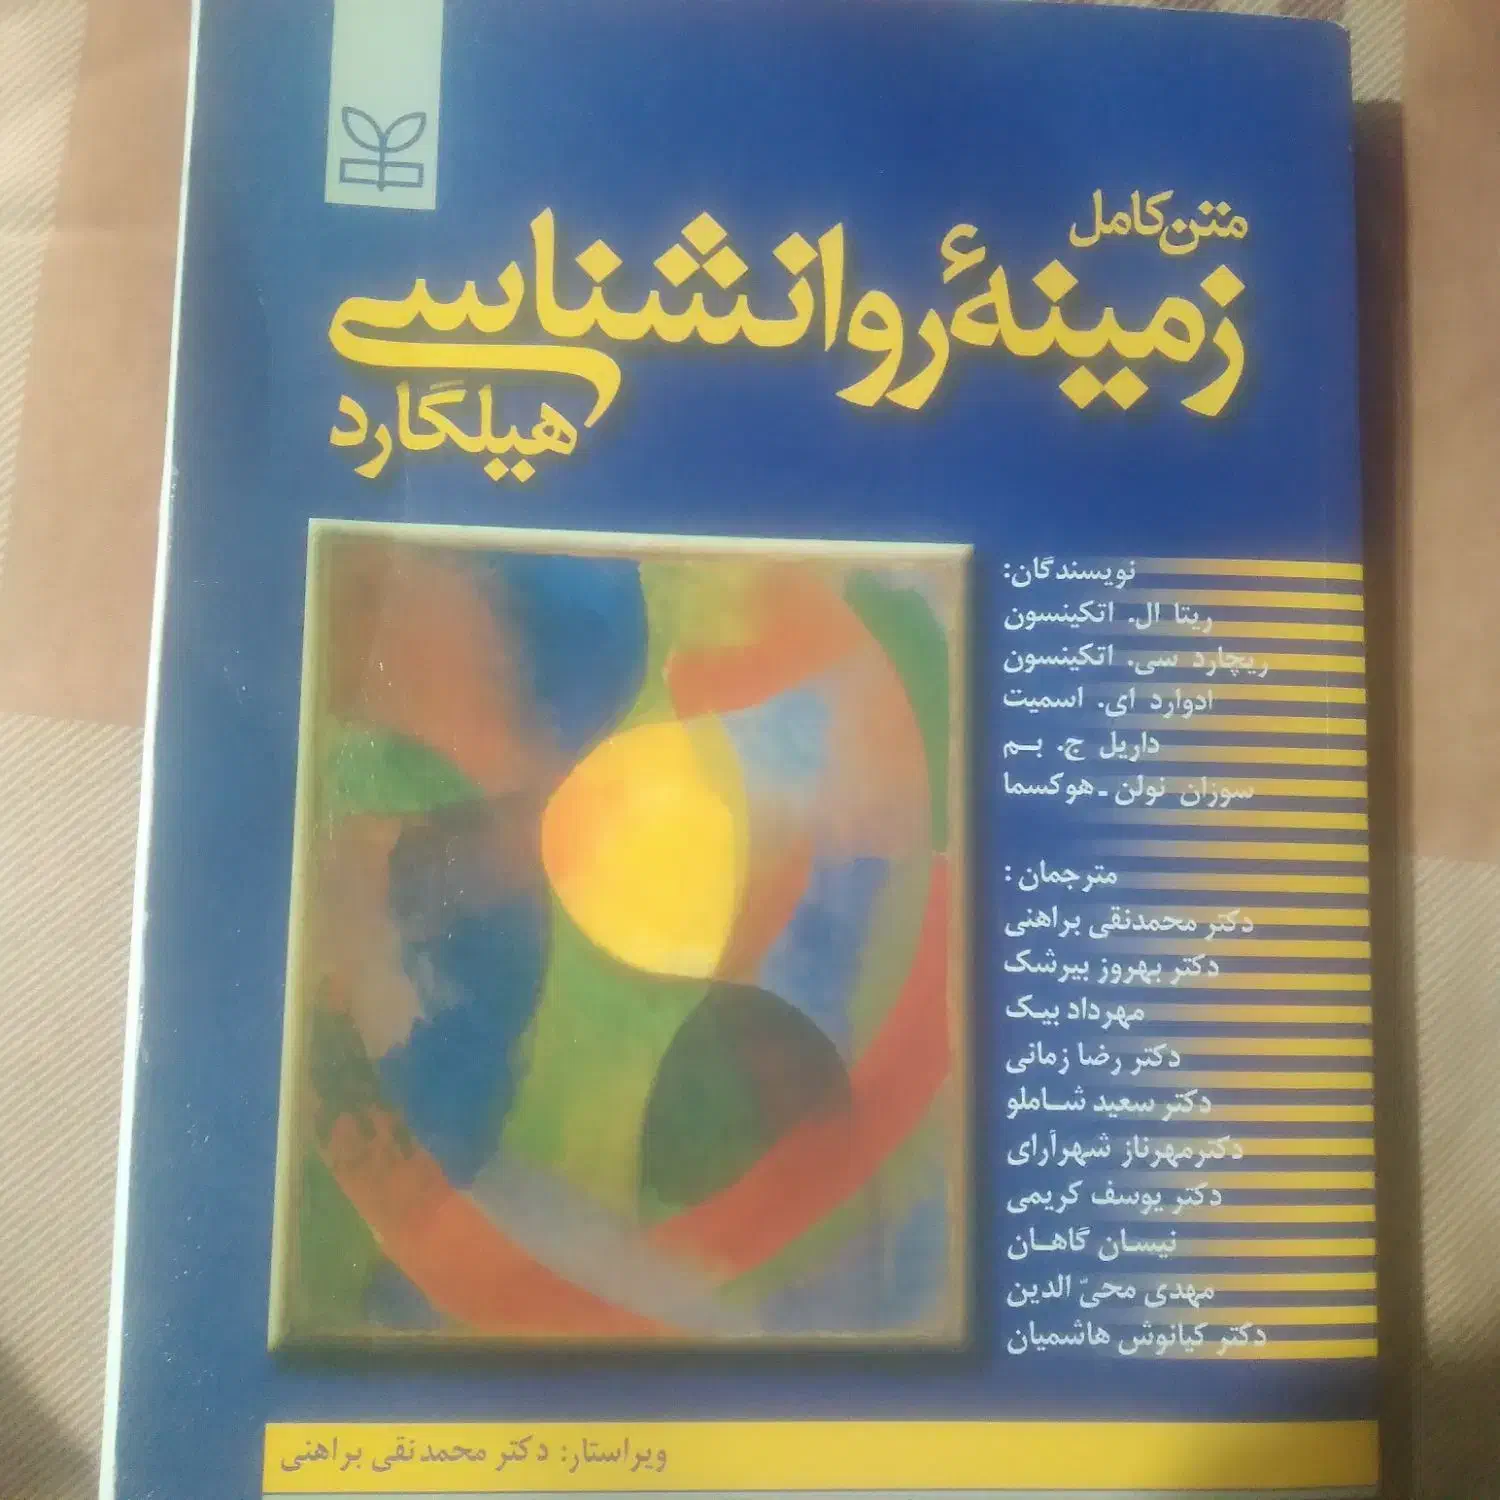 متن کامل
زمینهٔ روانشناسی
هیلگارد
نویسندگان:
ریتا ال. اتکینسون
ریچارد سی. اتکینسون
ادوارد ای. اسمیت
داریل ج. بم
سوزان نولن - هوکسما
مترجمان :
دکتر محمدنقی براهنی
دکتر بهروز بیرشک
مهرداد بیک
دکتر رضا زمانی
دکتر سعید شاملو
دکتر مهرناز شهرآرای
دکتر یوسف کریمی
نیسان گاهان
مهدی محیّ الدین
دکتر کیانوش هاشمیان
ویراستار: دکتر محمدنقی براهنی